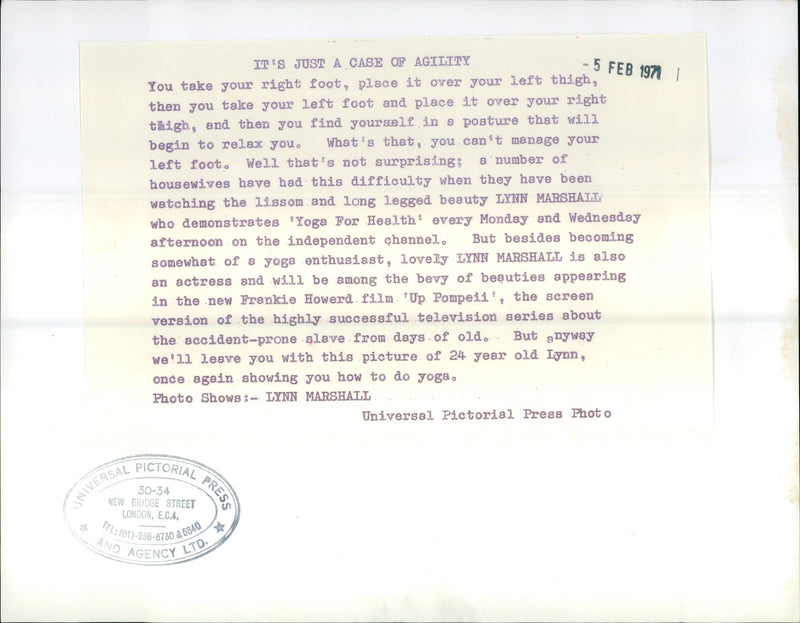 IT'S JUST A CASE OF AGILITY
- 5 FEB 1971
You take your right foot, place it over your left thigh,
then you take your left foot and place it over your right
thigh, and then you find yourself in a posture that will
begin to relax you. What's that, you can't manage your
left foot. Well that's not surprising; a number of
housewives have had this difficulty when they have been
watching the lissom and long legged beauty LYNN MARSHALL
who demonstrates 'Yoga For Health' every Monday and Wednesday
afternoon on the independent channel. But besides becoming
somewhat of a yoga enthusiast, lovely LYNN MARSHALL is also
an actress and will be among the bevy of beauties appearing
in the new Frankie Howerd film 'Up Pompeii', the screen
version of the highly successful television series about
the accident-prone slave from days of old. But anyway
we'll leave you with this picture of 24 year old Lynn,
once again showing you how to do yoga.
Photo Shows:- LYNN MARSHALL
Universal Pictorial Press Photo
UNIVERSAL PICTORIAL PRESS
30-34
NEW BRIDGE STREET
LONDON, E.C.4.
TEL: (01)-236-6730 & 5840
AND AGENCY LTD.